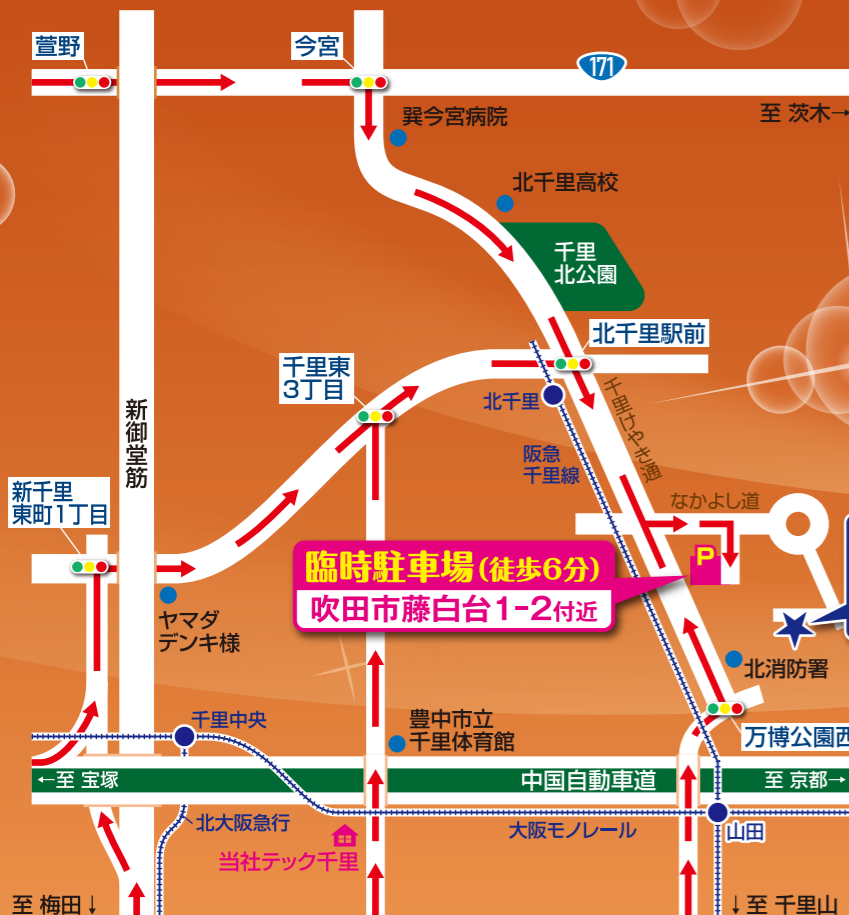 萱野
今宮
171
至 茨木→
巽今宮病院
北千里高校
千里
北公園
北千里駅前
千里東
3丁目
北千里
千里けやき通
新御堂筋
阪急
千里線
新千里
東町1丁目
なかよし道
P
臨時駐車場(徒歩6分)
吹田市藤白台1-2付近
ヤマダ
デンキ様
北消防署
千里中央
豊中市立
千里体育館
万博公園西
←至 宝塚
中国自動車道
至 京都→
北大阪急行
大阪モノレール
山田
当社テック千里
至 梅田↓
↓至 千里山